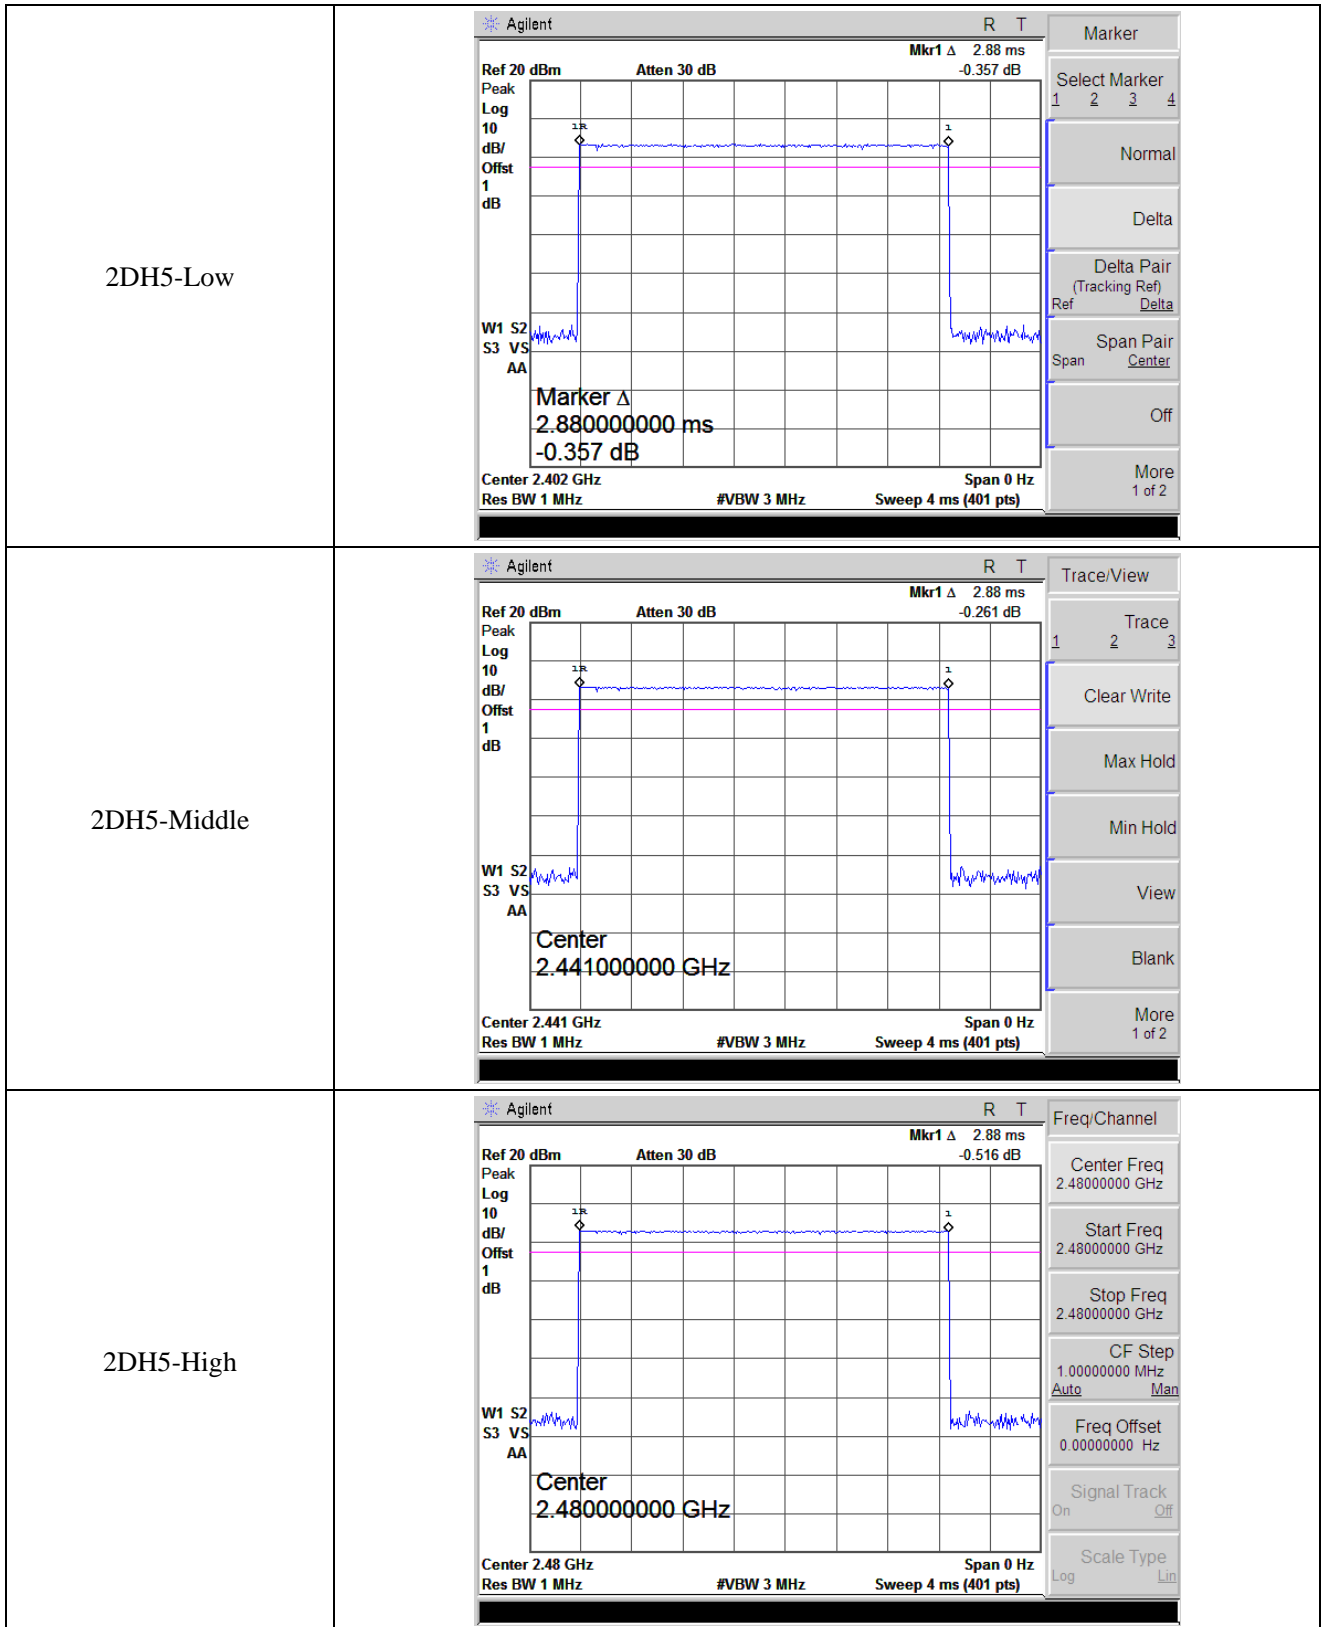 2DH5-Low
Agilent R T
Mkr1 Δ 2.88 ms
Ref 20 dBm Atten 30 dB -0.357 dB
Peak
Log
10
dB/
Offst
1
dB
1R 1
W1 S2
S3 VS
AA
Marker Δ
2.880000000 ms
-0.357 dB
Center 2.402 GHz Span 0 Hz
Res BW 1 MHz #VBW 3 MHz Sweep 4 ms (401 pts)
Marker
Select Marker
1 2 3 4
Normal
Delta
Delta Pair
(Tracking Ref)
Ref Delta
Span Pair
Span Center
Off
More
1 of 2
2DH5-Middle
Agilent R T
Mkr1 Δ 2.88 ms
Ref 20 dBm Atten 30 dB -0.261 dB
Peak
Log
10
dB/
Offst
1
dB
1R 1
W1 S2
S3 VS
AA
Center
2.441000000 GHz
Center 2.441 GHz Span 0 Hz
Res BW 1 MHz #VBW 3 MHz Sweep 4 ms (401 pts)
Trace/View
Trace
1 2 3
Clear Write
Max Hold
Min Hold
View
Blank
More
1 of 2
2DH5-High
Agilent R T
Mkr1 Δ 2.88 ms
Ref 20 dBm Atten 30 dB -0.516 dB
Peak
Log
10
dB/
Offst
1
dB
1R 1
W1 S2
S3 VS
AA
Center
2.480000000 GHz
Center 2.48 GHz Span 0 Hz
Res BW 1 MHz #VBW 3 MHz Sweep 4 ms (401 pts)
Freq/Channel
Center Freq
2.48000000 GHz
Start Freq
2.48000000 GHz
Stop Freq
2.48000000 GHz
CF Step
1.00000000 MHz
Auto Man
Freq Offset
0.00000000 Hz
Signal Track
On Off
Scale Type
Log Lin